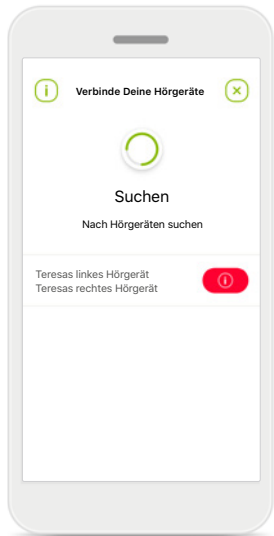 Verbinde Deine Hörgeräte
Suchen
Nach Hörgeräten suchen
Teresas linkes Hörgerät
Teresas rechtes Hörgerät